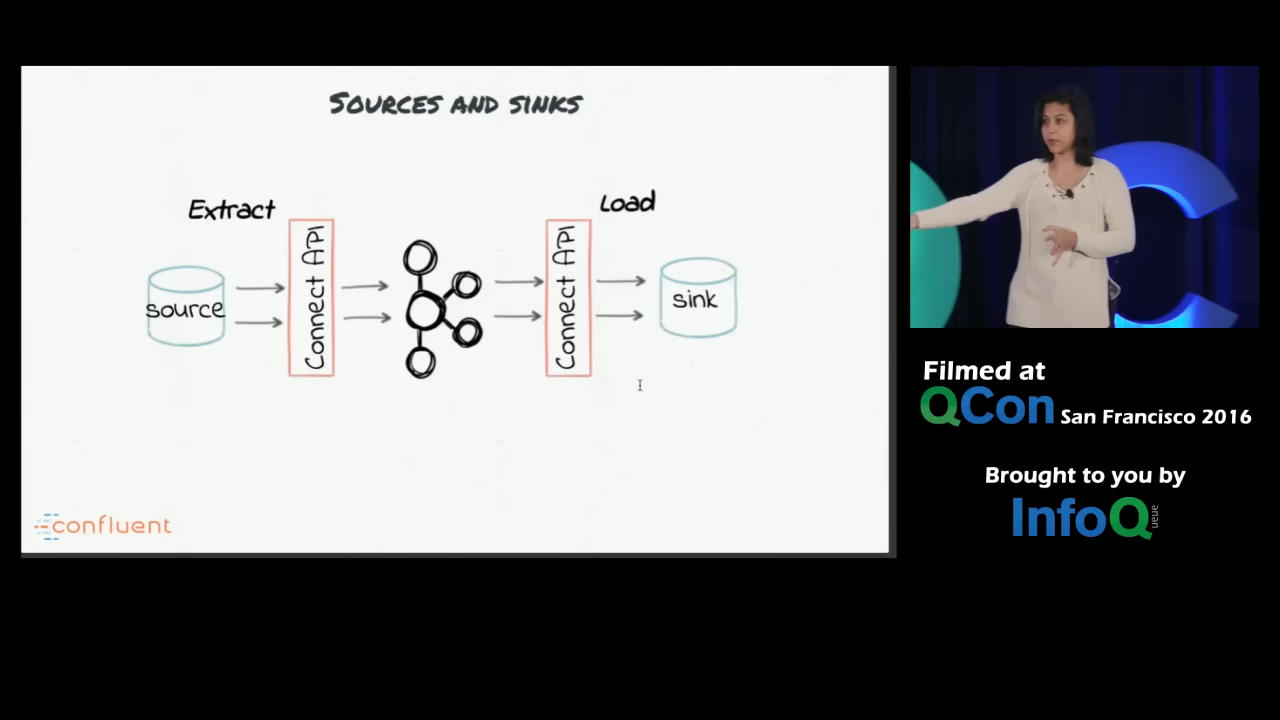 SOURCES AND SINKS
Extract
Load
source
Connect API
Connect API
sink
confluent
Filmed at
QCon San Francisco 2016
Brought to you by
InfoQueue